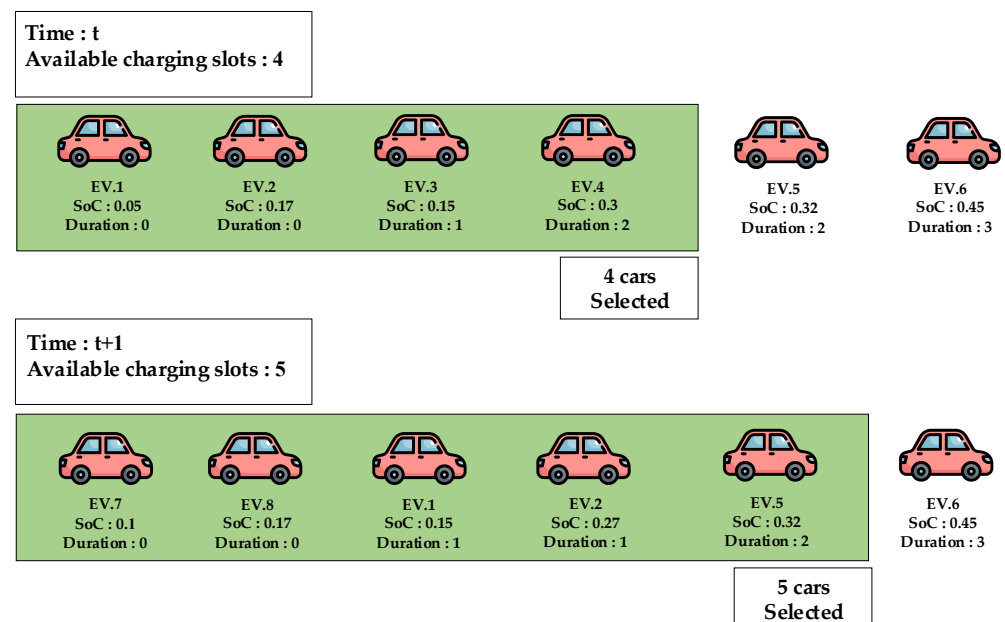 Time : t
Available charging slots : 4
EV.1
SoC : 0.05
Duration : 0
EV.2
SoC : 0.17
Duration : 0
EV.3
SoC : 0.15
Duration : 1
EV.4
SoC : 0.3
Duration : 2
EV.5
SoC : 0.32
Duration : 2
EV.6
SoC : 0.45
Duration : 3
4 cars
Selected
Time : t+1
Available charging slots : 5
EV.7
SoC : 0.1
Duration : 0
EV.8
SoC : 0.17
Duration : 0
EV.1
SoC : 0.15
Duration : 1
EV.2
SoC : 0.27
Duration : 1
EV.5
SoC : 0.32
Duration : 2
EV.6
SoC : 0.45
Duration : 3
5 cars
Selected